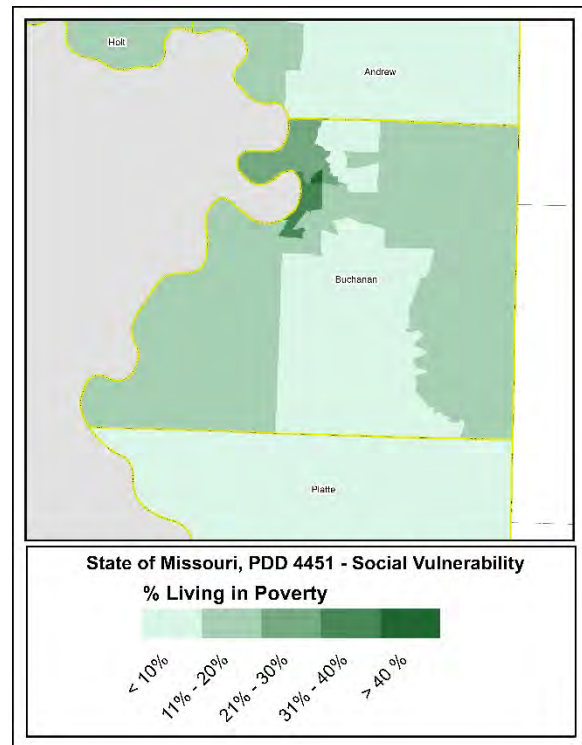 Holt
Andrew
Buchanan
Platte
State of Missouri, PDD 4451 - Social Vulnerability
% Living in Poverty
< 10%
11% - 20%
21% - 30%
31% - 40%
> 40 %